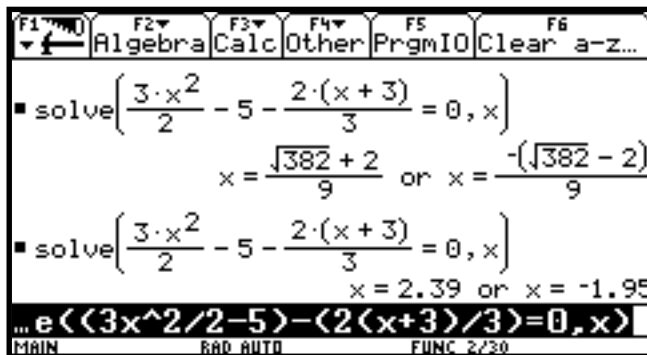 F1 F2 F3 F4 F5 F6
Algebra Calc Other PrgmIO Clear a-z…
▪ solve(3·x²/2 - 5 - 2·(x + 3)/3 = 0, x)
x = (√382 + 2)/9 or x = -(√382 - 2)/9
▪ solve(3·x²/2 - 5 - 2·(x + 3)/3 = 0, x)
x = 2.39 or x = -1.95
…e((3x^2/2-5)-(2(x+3)/3)=0,x)
MAIN RAD AUTO FUNC 2/30